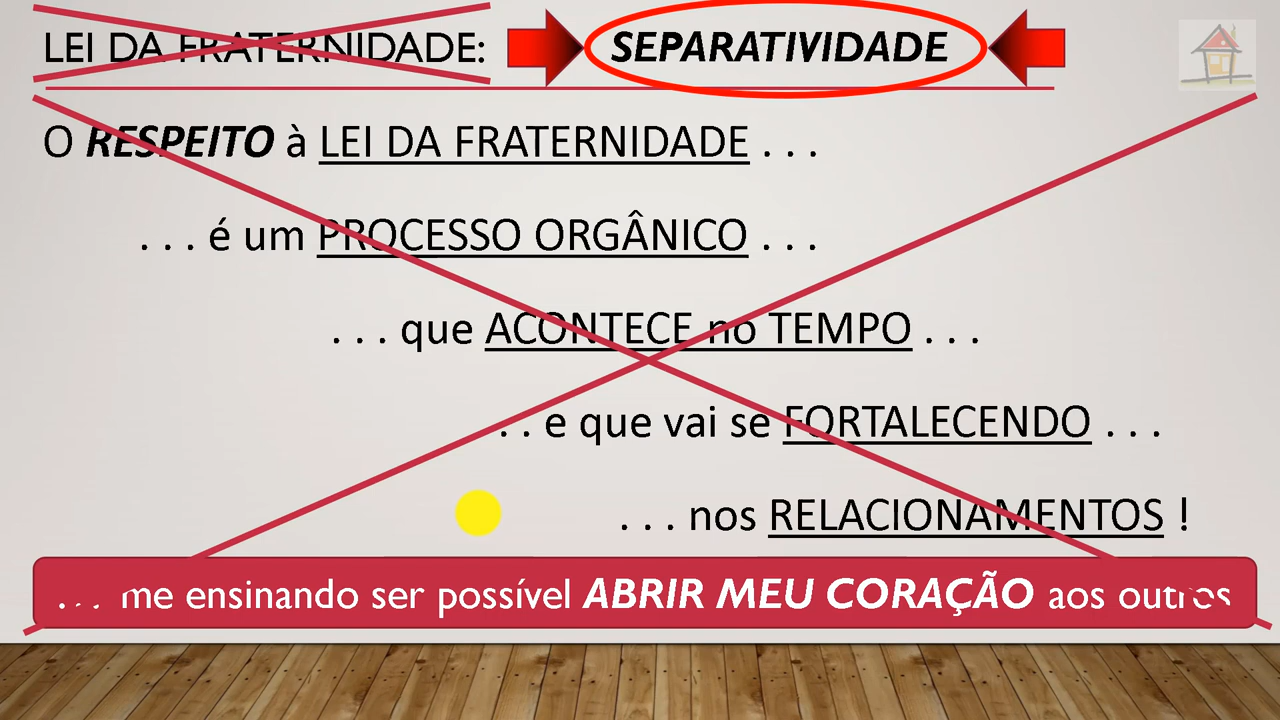 LEI DA FRATERNIDADE: SEPARATIVIDADE
O RESPEITO à LEI DA FRATERNIDADE . . .
. . . é um PROCESSO ORGÂNICO . . .
. . . que ACONTECE no TEMPO . . .
. . e que vai se FORTALECENDO . . .
. . . nos RELACIONAMENTOS !
. . . me ensinando ser possível ABRIR MEU CORAÇÃO aos outros